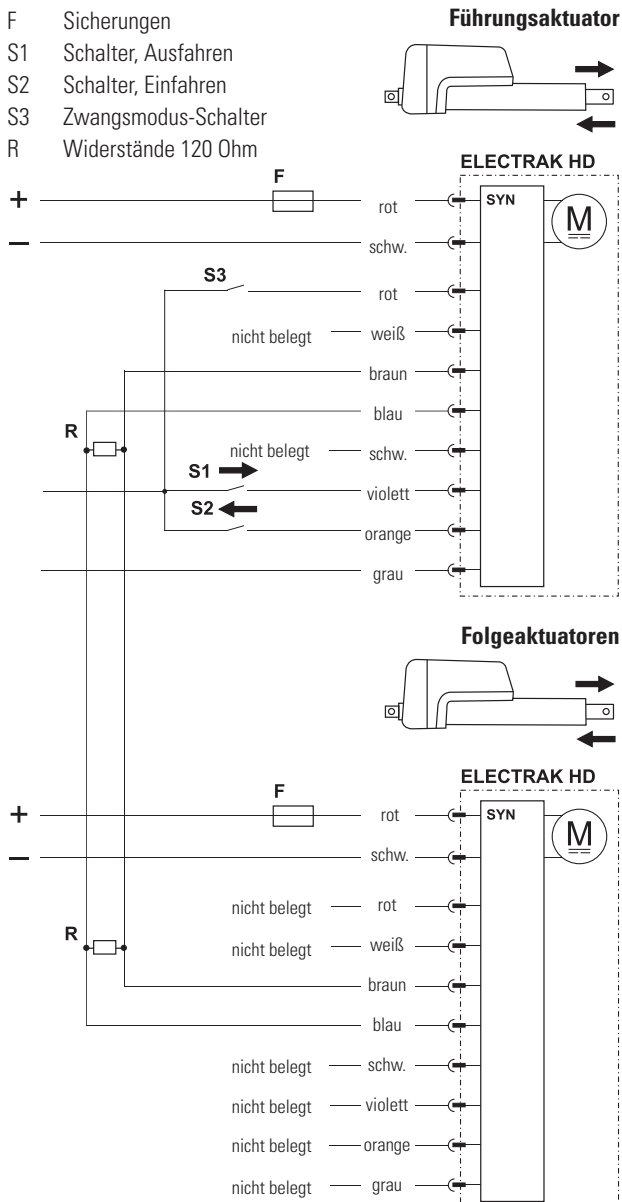 F Sicherungen
S1 Schalter, Ausfahren
S2 Schalter, Einfahren
S3 Zwangsmodus-Schalter
R Widerstände 120 Ohm
Führungsaktuator
ELECTRAK HD
F
+ rot SYN M
– schw.
S3
rot
nicht belegt weiß
braun
blau
R
nicht belegt schw.
S1
violett
S2
orange
grau
Folgeaktuatoren
ELECTRAK HD
F
+ rot SYN M
– schw.
nicht belegt rot
R
nicht belegt weiß
braun
blau
nicht belegt schw.
nicht belegt violett
nicht belegt orange
nicht belegt grau